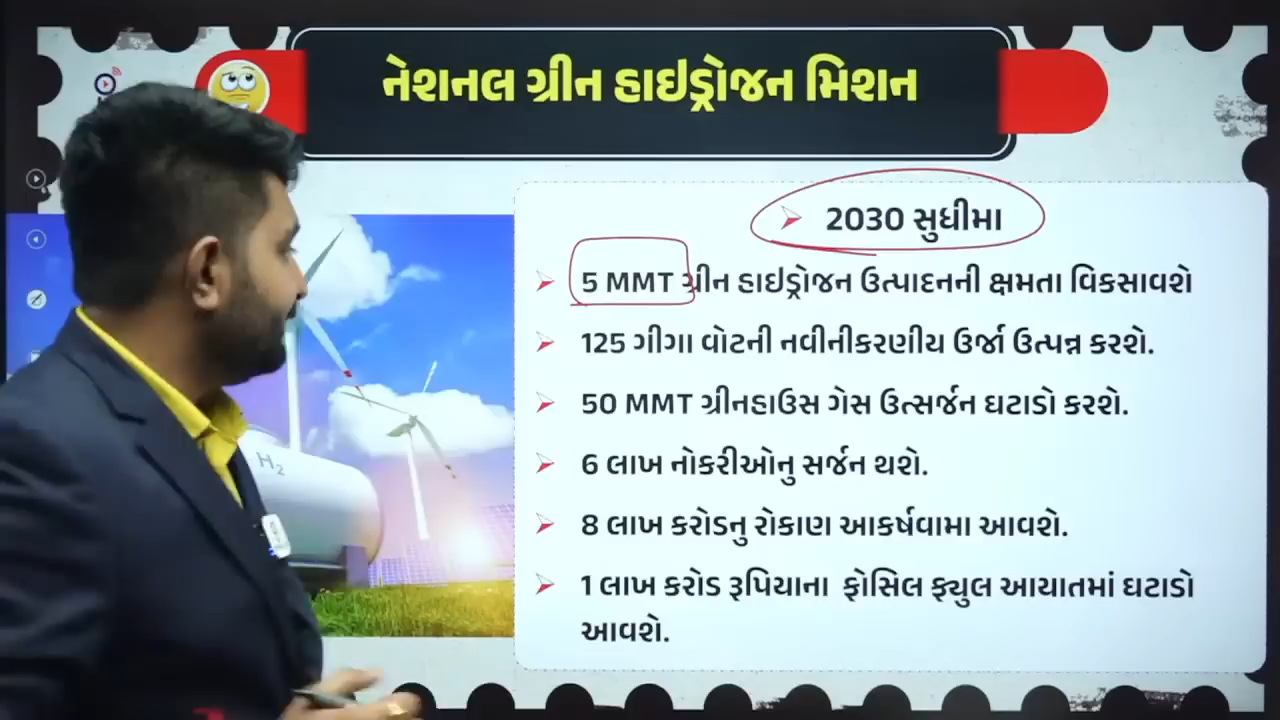 નેશનલ ગ્રીન હાઇડ્રોજન મિશન
2030 સુધીમા
5 MMT ગ્રીન હાઇડ્રોજન ઉત્પાદનની ક્ષમતા વિકસાવશે
125 ગીગા વોટની નવીનીકરણીય ઉર્જા ઉત્પન્ન કરશે.
50 MMT ગ્રીનહાઉસ ગેસ ઉત્સર્જન ઘટાડો કરશે.
H2
6 લાખ નોકરીઓનુ સર્જન થશે.
8 લાખ કરોડનુ રોકાણ આકર્ષવામા આવશે.
1 લાખ કરોડ રૂપિયાના ફોસિલ ફ્યુલ આયાતમાં ઘટાડો
આવશે.